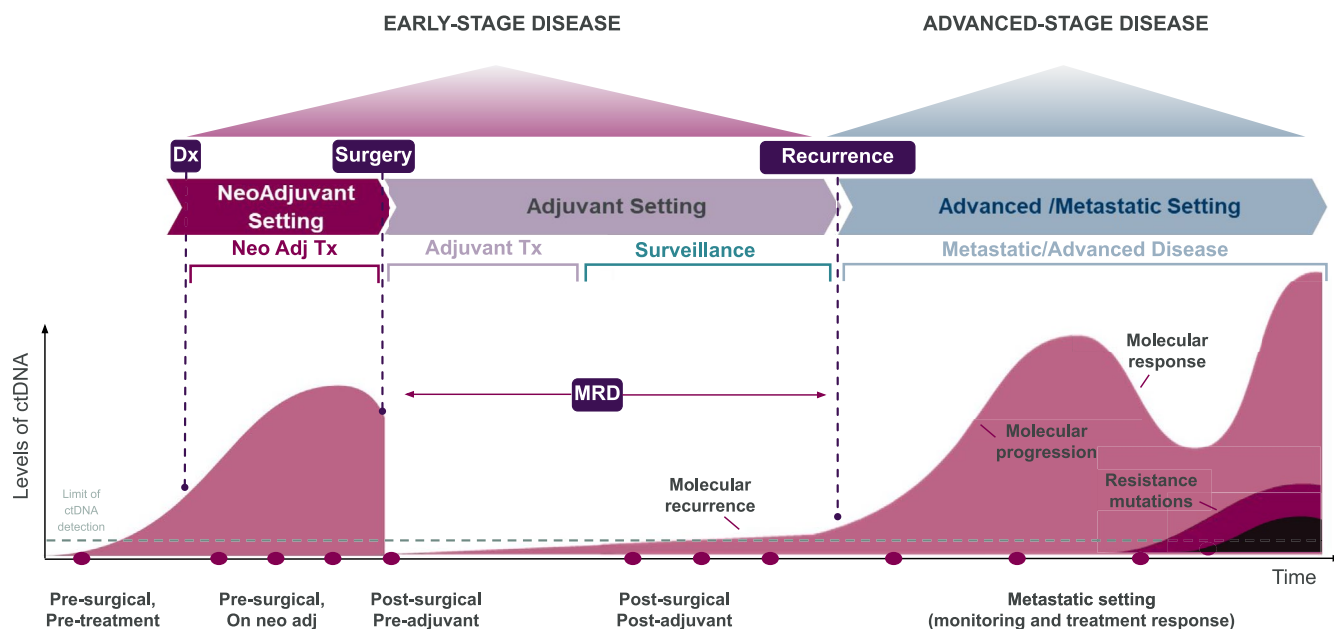 EARLY-STAGE DISEASE
ADVANCED-STAGE DISEASE
Dx
Surgery
Recurrence
NeoAdjuvant
Setting
Adjuvant Setting
Advanced /Metastatic Setting
Neo Adj Tx
Adjuvant Tx
Surveillance
Metastatic/Advanced Disease
Levels of ctDNA
Limit of
ctDNA
detection
MRD
Molecular
recurrence
Molecular
progression
Molecular
response
Resistance
mutations
Time
Pre-surgical,
Pre-treatment
Pre-surgical,
On neo adj
Post-surgical
Pre-adjuvant
Post-surgical
Post-adjuvant
Metastatic setting
(monitoring and treatment response)